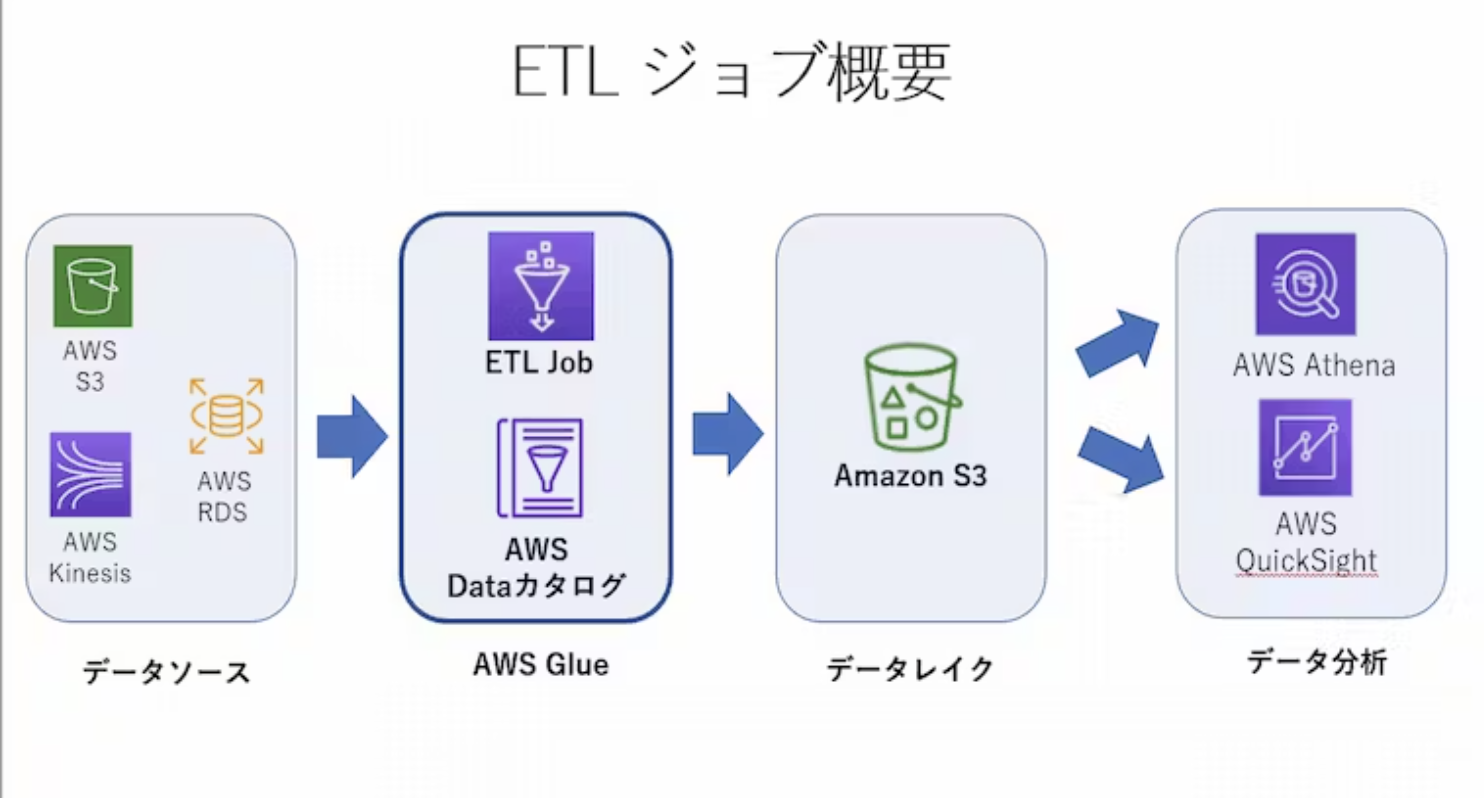 ETL ジョブ概要
AWS
S3
AWS
RDS
AWS
Kinesis
データソース
ETL Job
AWS
Dataカタログ
AWS Glue
Amazon S3
データレイク
AWS Athena
AWS
QuickSight
データ分析